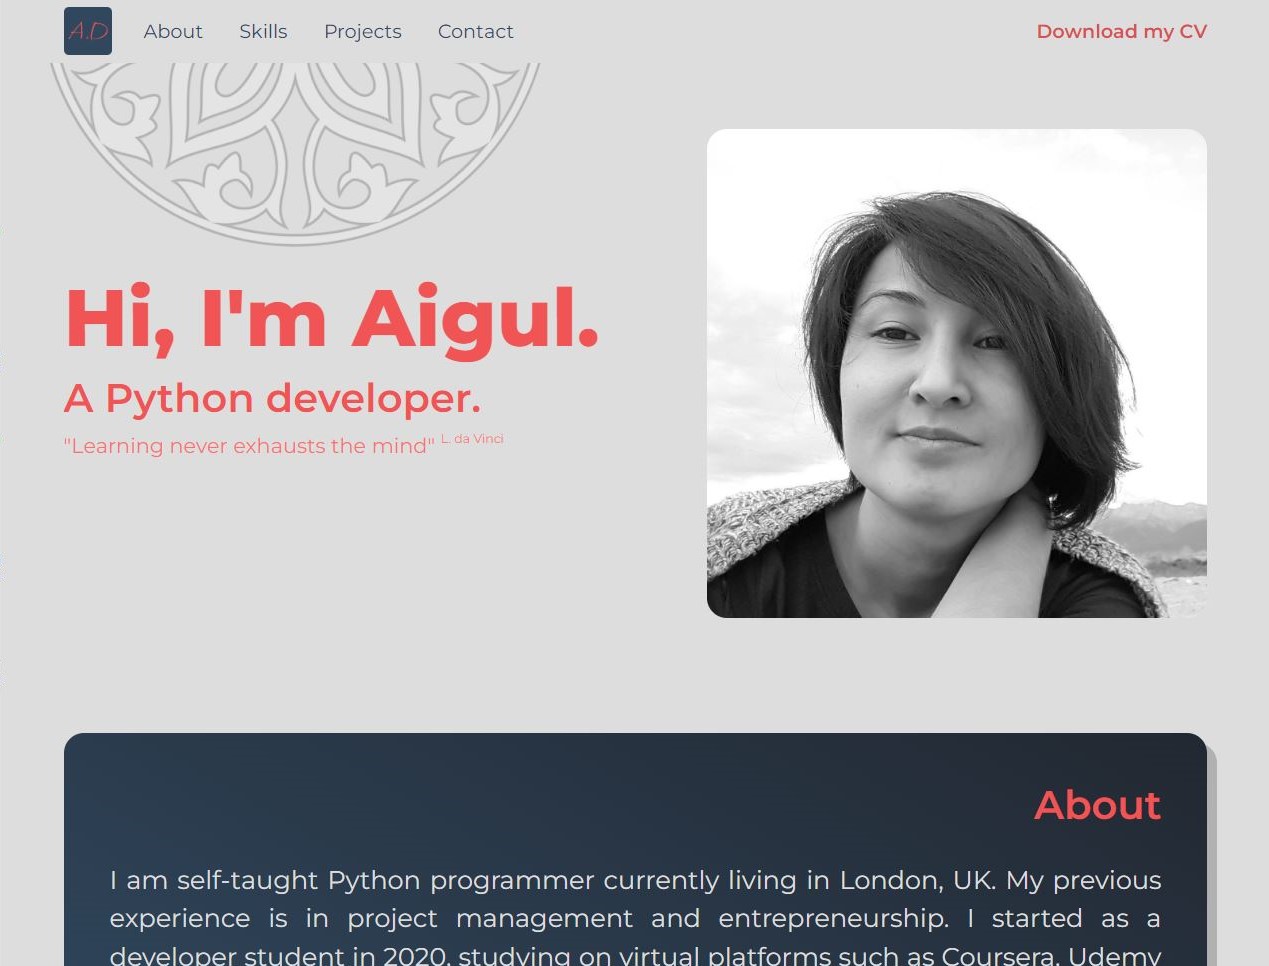 A.D About Skills Projects Contact Download my CV
Hi, I'm Aigul.
A Python developer.
"Learning never exhausts the mind" L. da Vinci
About
I am self-taught Python programmer currently living in London, UK. My previous
experience is in project management and entrepreneurship. I started as a
developer student in 2020, studying on virtual platforms such as Coursera, Udemy